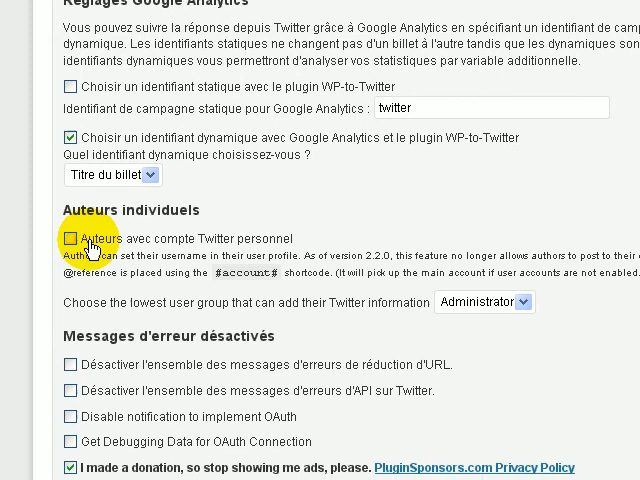 Réglages Google Analytics
Vous pouvez suivre la réponse depuis Twitter grâce à Google Analytics en spécifiant un identifiant de
dynamique. Les identifiants statiques ne changent pas d'un billet à l'autre tandis que les dynamiques
identifiants dynamiques vous permettront d'analyser vos statistiques par variable additionnelle.
Choisir un identifiant statique avec le plugin WP-to-Twitter
Identifiant de campagne statique pour Google Analytics : twitter
Choisir un identifiant dynamique avec Google Analytics et le plugin WP-to-Twitter
Quel identifiant dynamique choisissez-vous ?
Titre du billet
Auteurs individuels
Auteurs avec compte Twitter personnel
can set their username in their user profile. As of version 2.2.0, this feature no longer allows authors to post to their
@reference is placed using the #account# shortcode. (It will pick up the main account if user accounts are not enabled.
Choose the lowest user group that can add their Twitter information Administrator
Messages d'erreur désactivés
Désactiver l'ensemble des messages d'erreurs de réduction d'URL.
Désactiver l'ensemble des messages d'erreurs d'API sur Twitter.
Disable notification to implement OAuth
Get Debugging Data for OAuth Connection
I made a donation, so stop showing me ads, please. PluginSponsors.com Privacy Policy